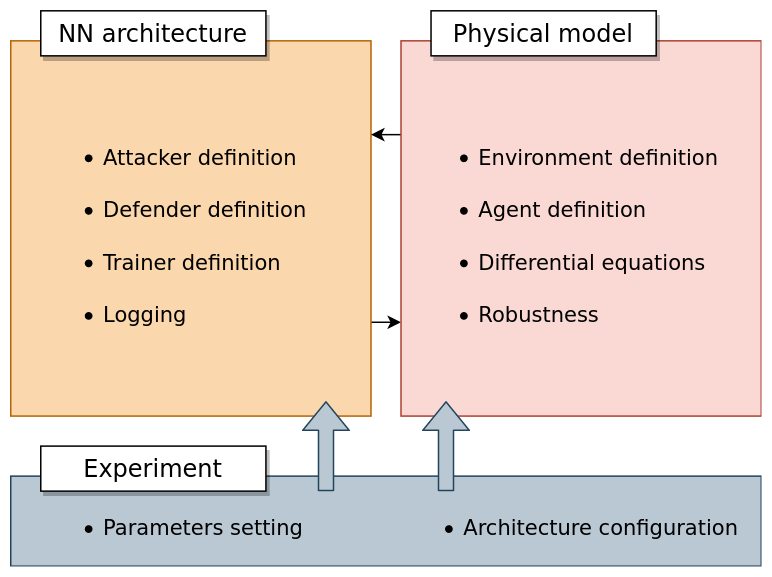 NN architecture
• Attacker definition
• Defender definition
• Trainer definition
• Logging
Physical model
• Environment definition
• Agent definition
• Differential equations
• Robustness
Experiment
• Parameters setting
• Architecture configuration